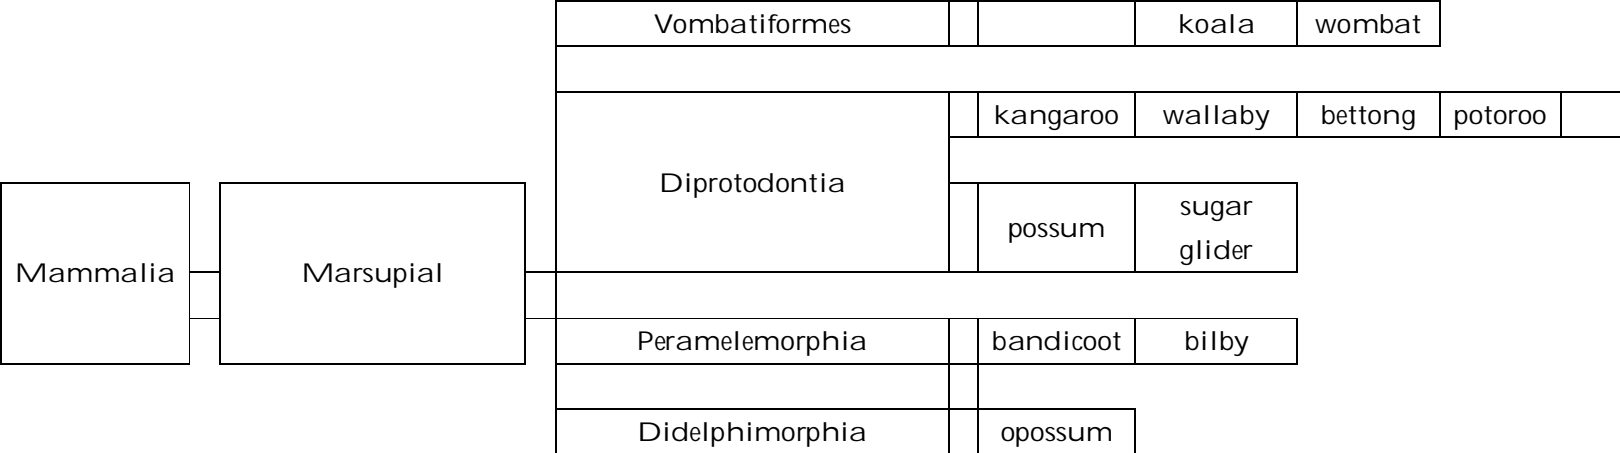 Vombatiformes koala wombat
kangaroo wallaby bettong potoroo
Diprotodontia
possum
sugar
glider
Mammalia Marsupial
Peramelemorphia bandicoot bilby
Didelphimorphia opossum